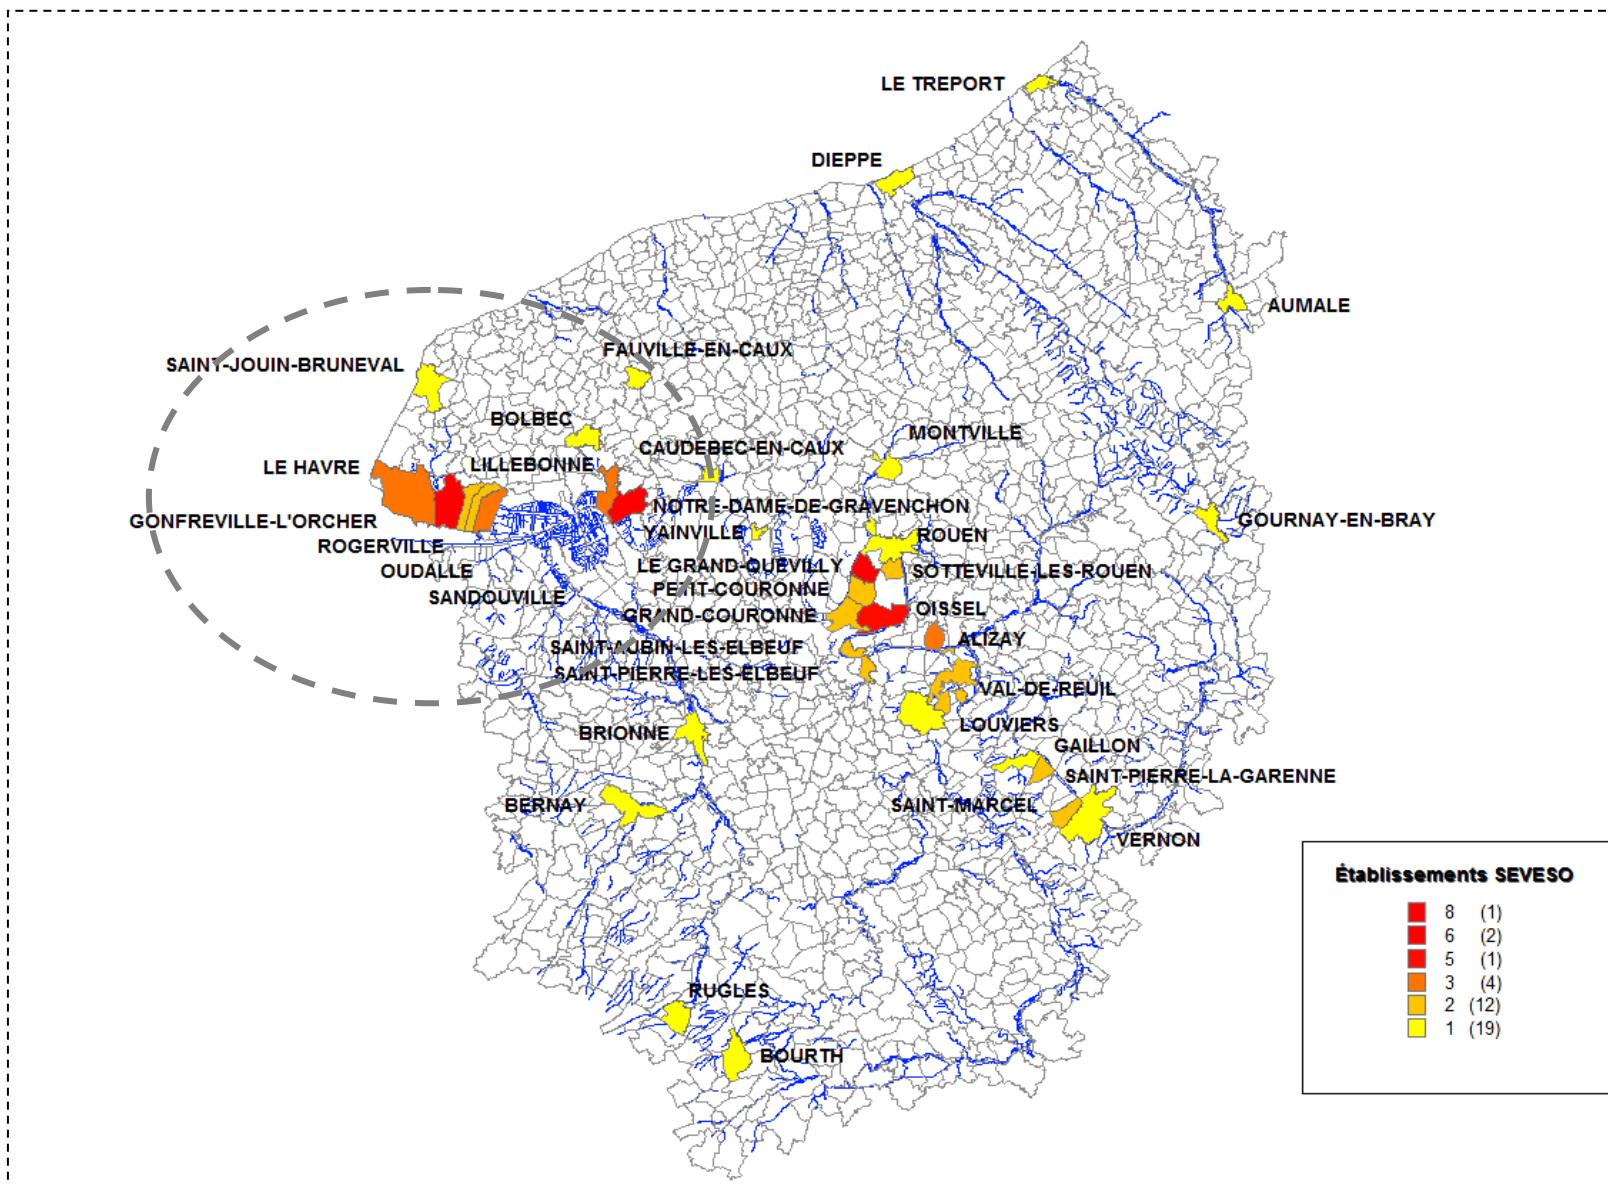 LE TREPORT
DIEPPE
AUMALE
FAUVILLE-EN-CAUX
SAINT-JOUIN-BRUNEVAL
BOLBEC
MONTVILLE
CAUDEBEC-EN-CAUX
LE HAVRE
LILLEBONNE
NOTRE-DAME-DE-GRAVENCHON
GONFREVILLE-L'ORCHER
GOURNAY-EN-BRAY
YAINVILLE
ROUEN
ROGERVILLE
LE GRAND-QUEVILLY
OUDALLE
SOTTEVILLE-LES-ROUEN
PETIT-COURONNE
SANDOUVILLE
OISSEL
GRAND-COURONNE
ALIZAY
SAINT-AUBIN-LES-ELBEUF
SAINT-PIERRE-LES-ELBEUF
VAL-DE-REUIL
LOUVIERS
BRIONNE
GAILLON
SAINT-PIERRE-LA-GARENNE
BERNAY
SAINT-MARCEL
VERNON
Établissements SEVESO
8 (1)
6 (2)
5 (1)
3 (4)
2 (12)
1 (19)
RUGLES
BOURTH